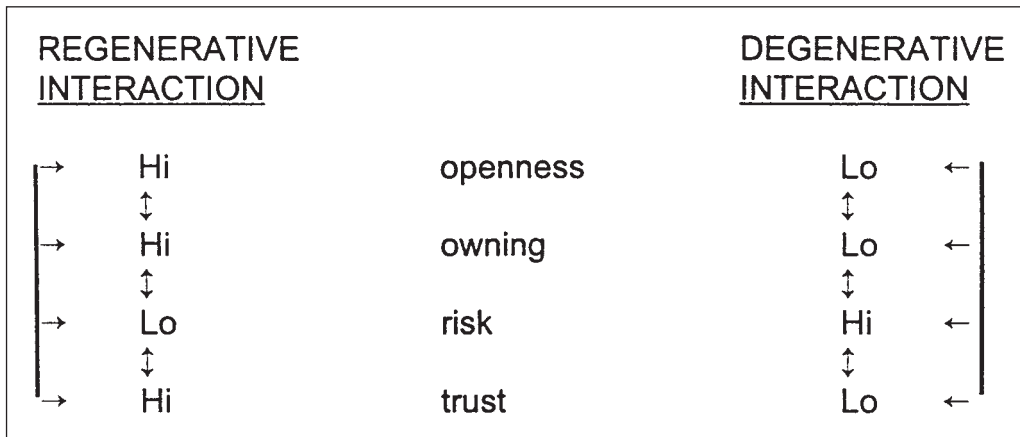 REGENERATIVE DEGENERATIVE
INTERACTION INTERACTION
→ Hi openness Lo ←
↕ ↕
→ Hi owning Lo ←
↕ ↕
→ Lo risk Hi ←
↕ ↕
→ Hi trust Lo ←